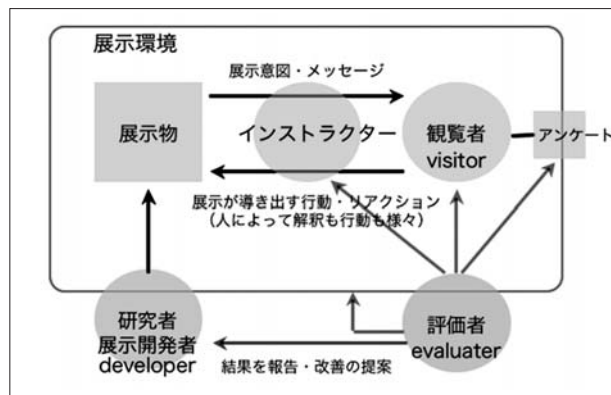 展示環境
展示意図・メッセージ
展示物
インストラクター
観覧者
visitor
アンケート
展示が導き出す行動・リアクション
(人によって解釈も行動も様々)
研究者
展示開発者
developer
評価者
evaluater
結果を報告・改善の提案